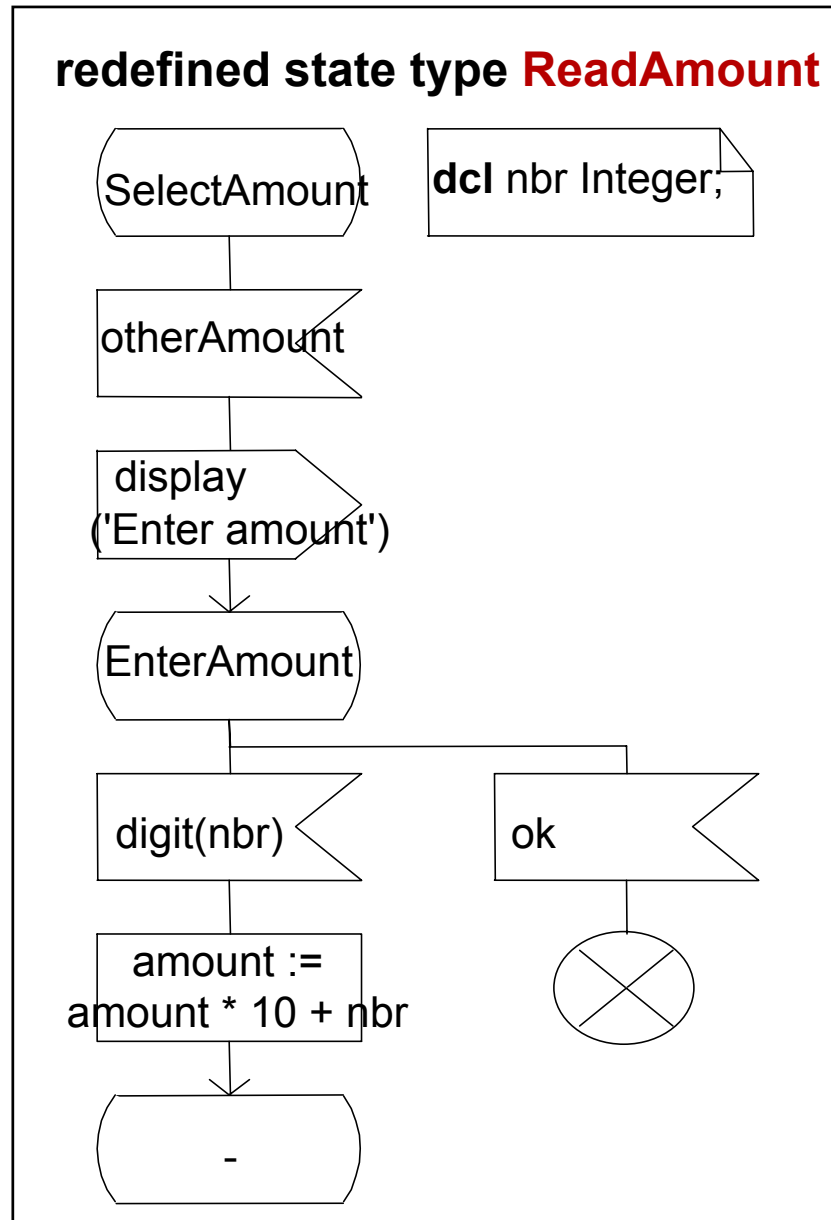 redefined state type ReadAmount
SelectAmount
dcl nbr Integer;
otherAmount
display
('Enter amount')
EnterAmount
digit(nbr)
ok
amount :=
amount * 10 + nbr
-